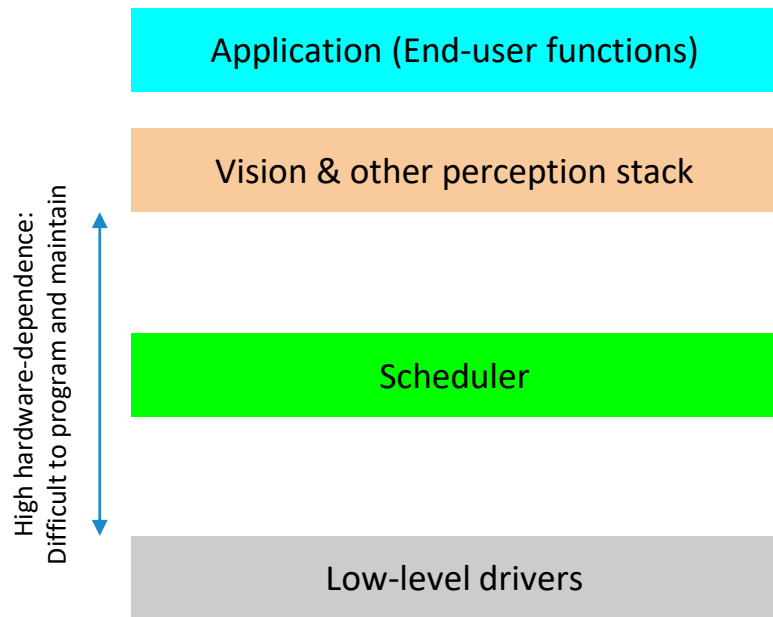 Application (End-user functions)
Vision & other perception stack
High hardware-dependence:
Difficult to program and maintain
Scheduler
Low-level drivers